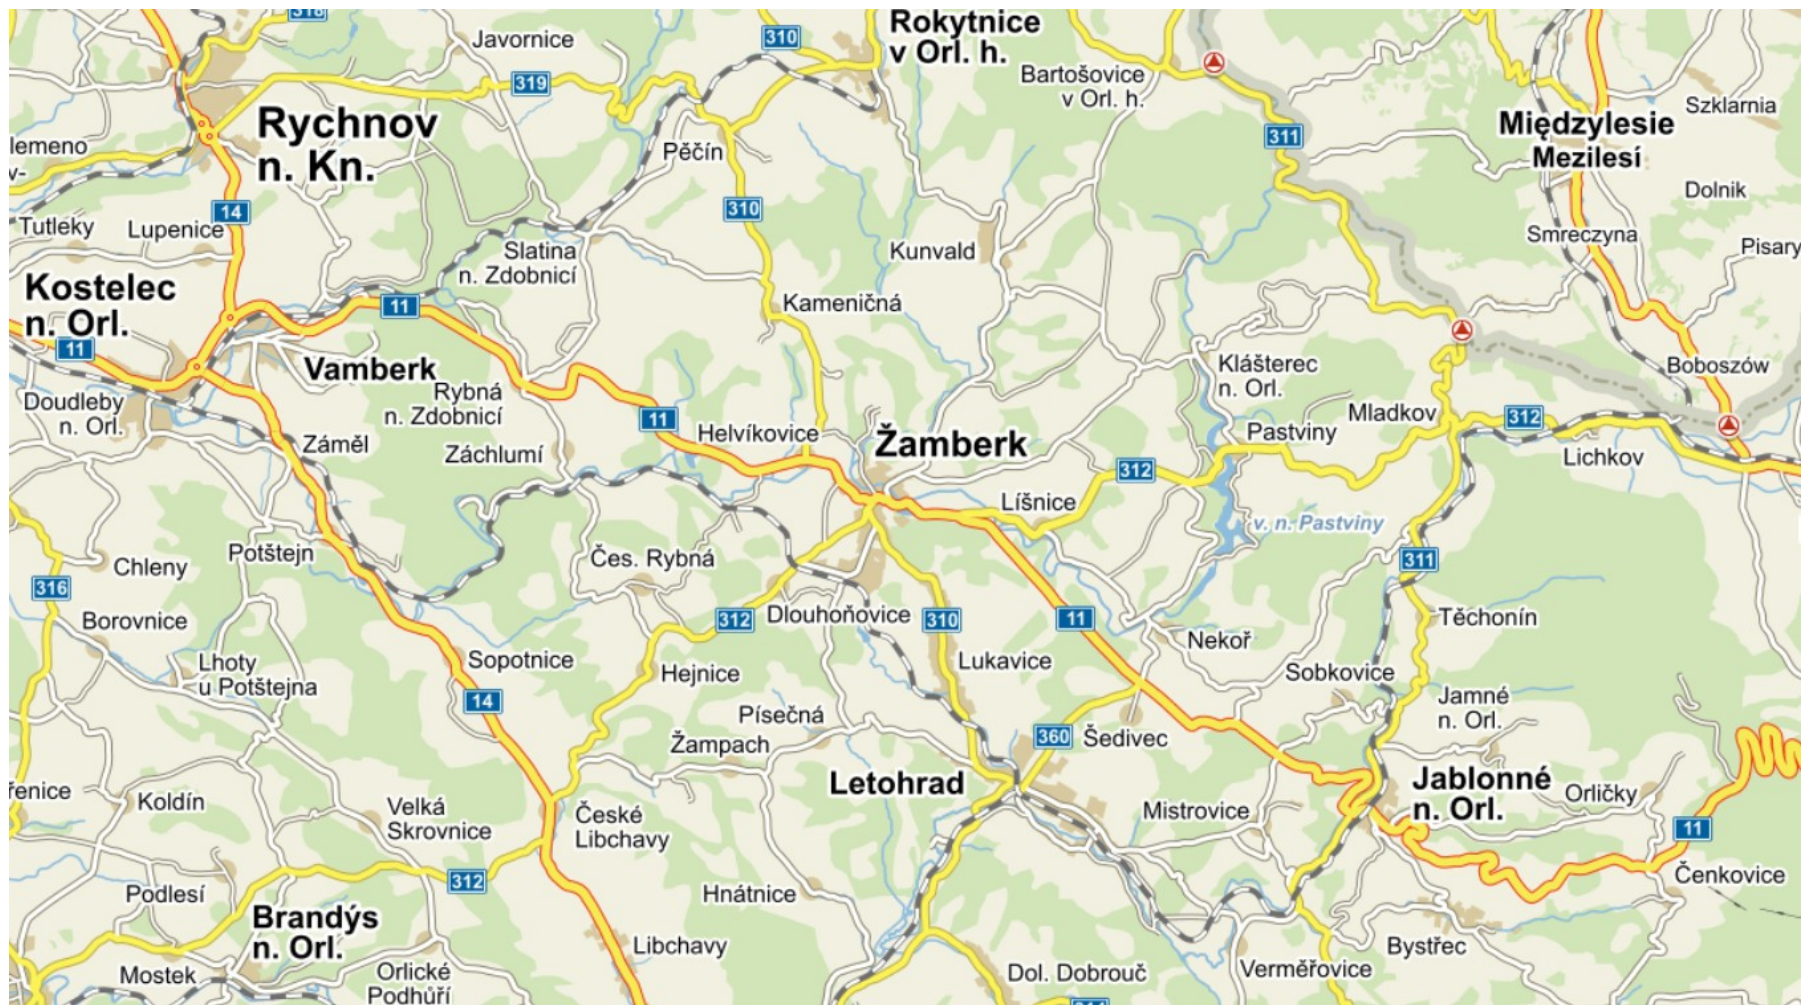 318
Javornice
310
Rokytnice
v Orl. h.
Bartošovice
v Orl. h.
319
Szklarnia
Rychnov
n. Kn.
lemeno
v-
Pěčín
311
Międzylesie
Mezilesí
Dolnik
14
310
Tutleky
Lupenice
Slatina
n. Zdobnicí
Kunvald
Smreczyna
Pisary
Kostelec
n. Orl.
11
11
Kameničná
Vamberk
Rybná
n. Zdobnicí
Klášterec
n. Orl.
Boboszów
Doudleby
n. Orl.
11
Helvíkovice
Žamberk
Mladkov
312
Pastviny
Lichkov
Záměl
Záchlumí
312
Líšnice
v. n. Pastviny
Potštejn
Čes. Rybná
Chleny
316
311
Borovnice
312
Dlouhoňovice
310
11
Těchonín
Nekoř
Lhoty
u Potštejna
Sopotnice
Hejnice
Lukavice
Sobkovice
14
Jamné
n. Orl.
Písečná
Žampach
360
Šedivec
Letohrad
Jablonné
n. Orl.
Orličky
řenice
Koldín
Velká
Skrovnice
České
Libchavy
Mistrovice
11
Čenkovice
312
Podlesí
Hnátnice
Brandýs
n. Orl.
Libchavy
Bystřec
Mostek
Orlické
Podhůří
Dol. Dobrouč
Verměřovice